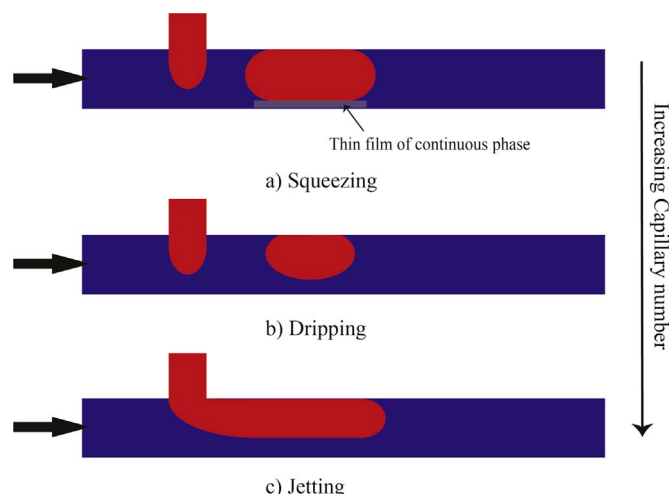 Thin film of continuous phase
a) Squeezing
b) Dripping
c) Jetting
Increasing Capillary number